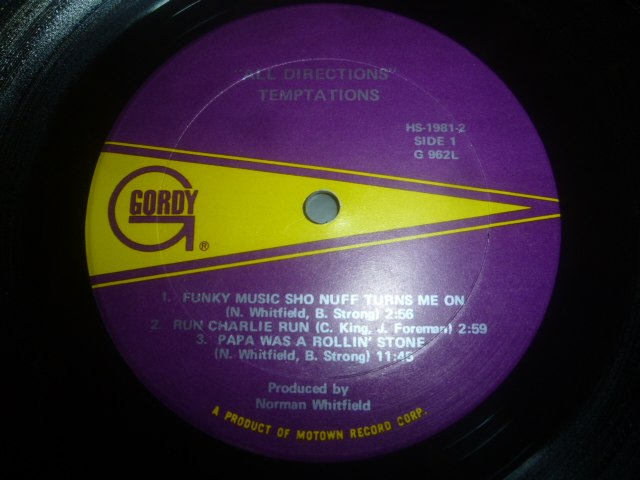 "ALL DIRECTIONS"
TEMPTATIONS
HS-1981-2
SIDE 1
G 962L
GORDY
®
1. FUNKY MUSIC SHO NUFF TURNS ME ON
(N. Whitfield, B. Strong) 2:56
2. RUN CHARLIE RUN (C. King, J. Foreman) 2:59
3. PAPA WAS A ROLLIN' STONE
(N. Whitfield, B. Strong) 11:45
Produced by
Norman Whitfield
A PRODUCT OF MOTOWN RECORD CORP.